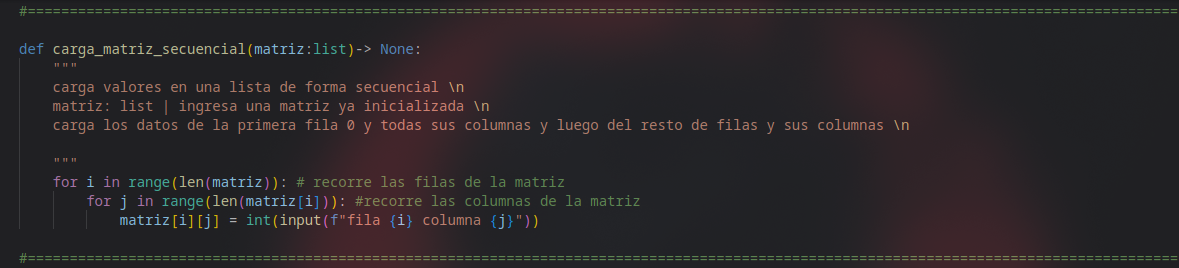 #==========================================================================================================================================
def carga_matriz_secuencial(matriz:list)-> None:
    """
    carga valores en una lista de forma secuencial \n
    matriz: list | ingresa una matriz ya inicializada \n
    carga los datos de la primera fila 0 y todas sus columnas y luego del resto de filas y sus columnas \n
    """
    for i in range(len(matriz)): # recorre las filas de la matriz
        for j in range(len(matriz[i])): #recorre las columnas de la matriz
            matriz[i][j] = int(input(f"fila {i} columna {j}"))
#==========================================================================================================================================